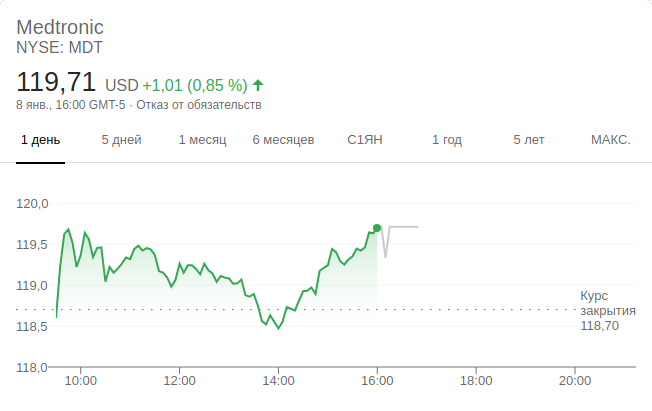 Medtronic
NYSE: MDT
119,71 USD +1,01 (0,85 %)
8 янв., 16:00 GMT-5 · Отказ от обязательств
1 день 5 дней 1 месяц 6 месяцев С1ЯН 1 год 5 лет МАКС.
120,0
119,5
119,0
118,5
118,0
Курс
закрытия
118,70
10:00 12:00 14:00 16:00 18:00 20:00